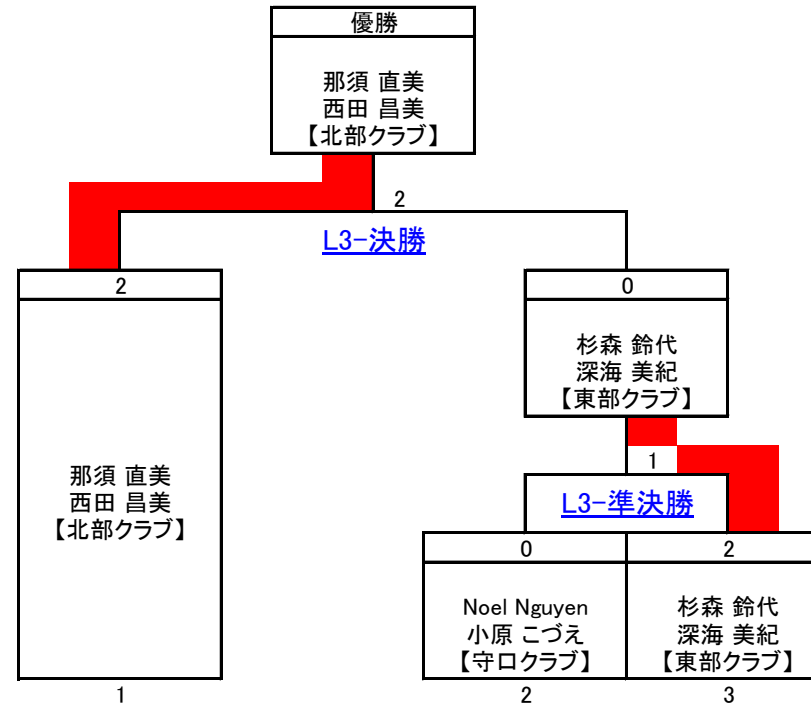 優勝
那須 直美
西田 昌美
【北部クラブ】
2
L3-決勝
2
0
杉森 鈴代
深海 美紀
【東部クラブ】
那須 直美
西田 昌美
【北部クラブ】
1
L3-準決勝
0
2
Noel Nguyen
小原 こづえ
【守口クラブ】
杉森 鈴代
深海 美紀
【東部クラブ】
1
2
3